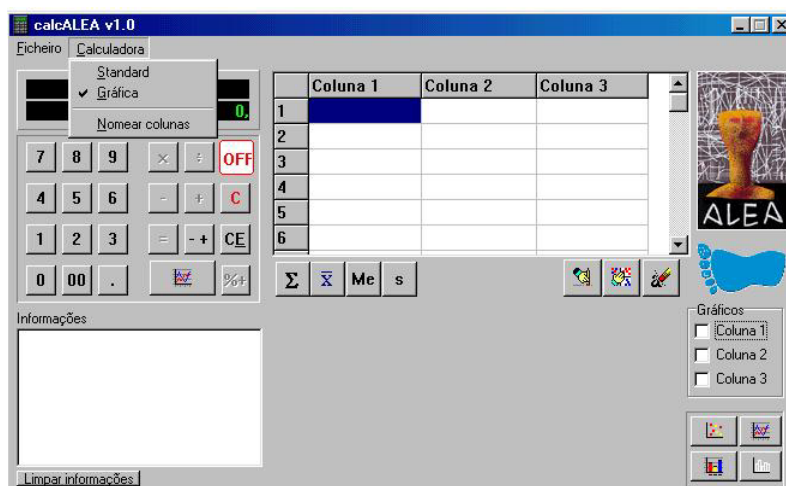 calcALEA v1.0
Ficheiro Calculadora
Standard
Gráfica
Nomear colunas
0,
7 8 9 × ÷ OFF
4 5 6 - + C
1 2 3 = - + CE
0 00 . %+
Coluna 1 Coluna 2 Coluna 3
1
2
3
4
5
6
Σ x̅ Me s
ALEA
Informações
Limpar informações
Gráficos
Coluna 1
Coluna 2
Coluna 3